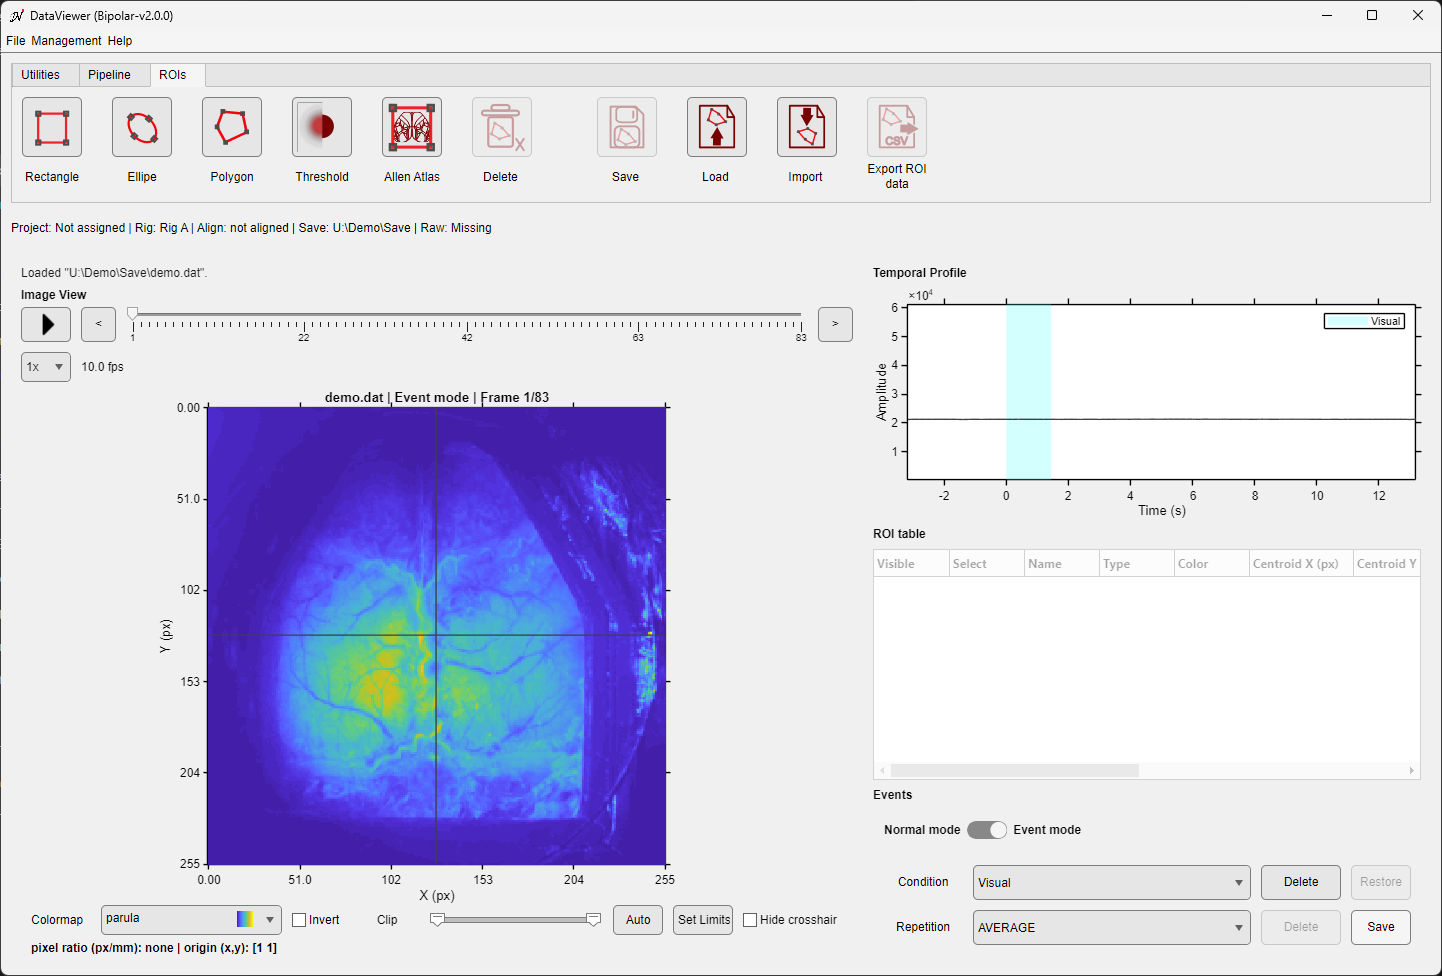 DataViewer (Bipolar-v2.0.0)
File Management Help
Utilities Pipeline ROIs
Rectangle Ellipe Polygon Threshold Allen Atlas Delete Save Load Import Export ROI data
CSV
Project: Not assigned | Rig: Rig A | Align: not aligned | Save: U:\Demo\Save | Raw: Missing
Loaded "U:\Demo\Save\demo.dat".
Image View
< >
1 22 42 63 83
1x 10.0 fps
demo.dat | Event mode | Frame 1/83
0.00
51.0
102
153
204
255
Y (px)
0.00 51.0 102 153 204 255
X (px)
Colormap parula Invert Clip Auto Set Limits Hide crosshair
pixel ratio (px/mm): none | origin (x,y): [1 1]
Temporal Profile
×10⁴
6
5
4
3
2
1
Amplitude
Visual
-2 0 2 4 6 8 10 12
Time (s)
ROI table
Visible Select Name Type Color Centroid X (px) Centroid Y
Events
Normal mode Event mode
Condition Visual Delete Restore
Repetition AVERAGE Delete Save